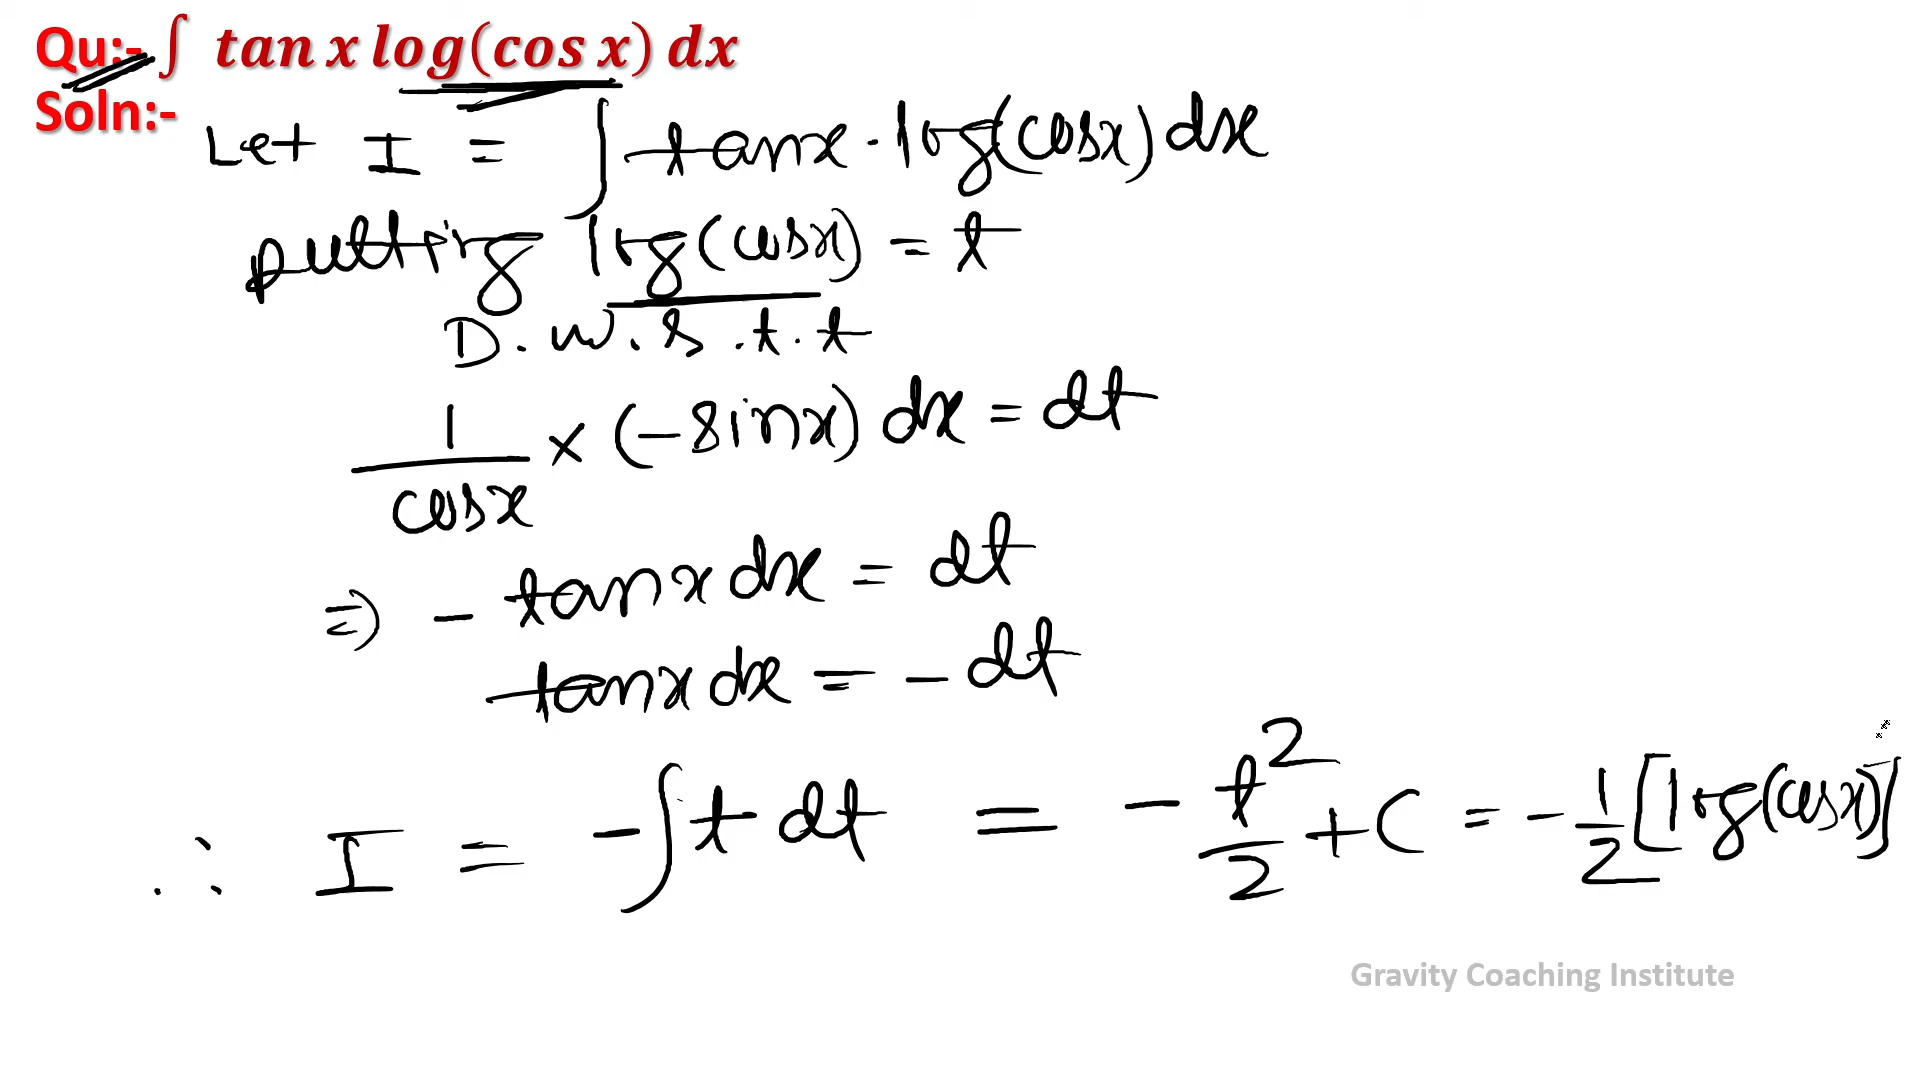 Qu:- ∫ tan x log(cos x) dx
Soln:-
Let I = ∫ tanx · log(cosx) dx
putting log(cosx) = t
D. w. s. t. t
1/cosx × (-sinx) dx = dt
⇒ - tanx dx = dt
tanx dx = - dt
∴ I = -∫ t dt = - t²/2 + C = - 1/2 [log(cosx)]
Gravity Coaching Institute